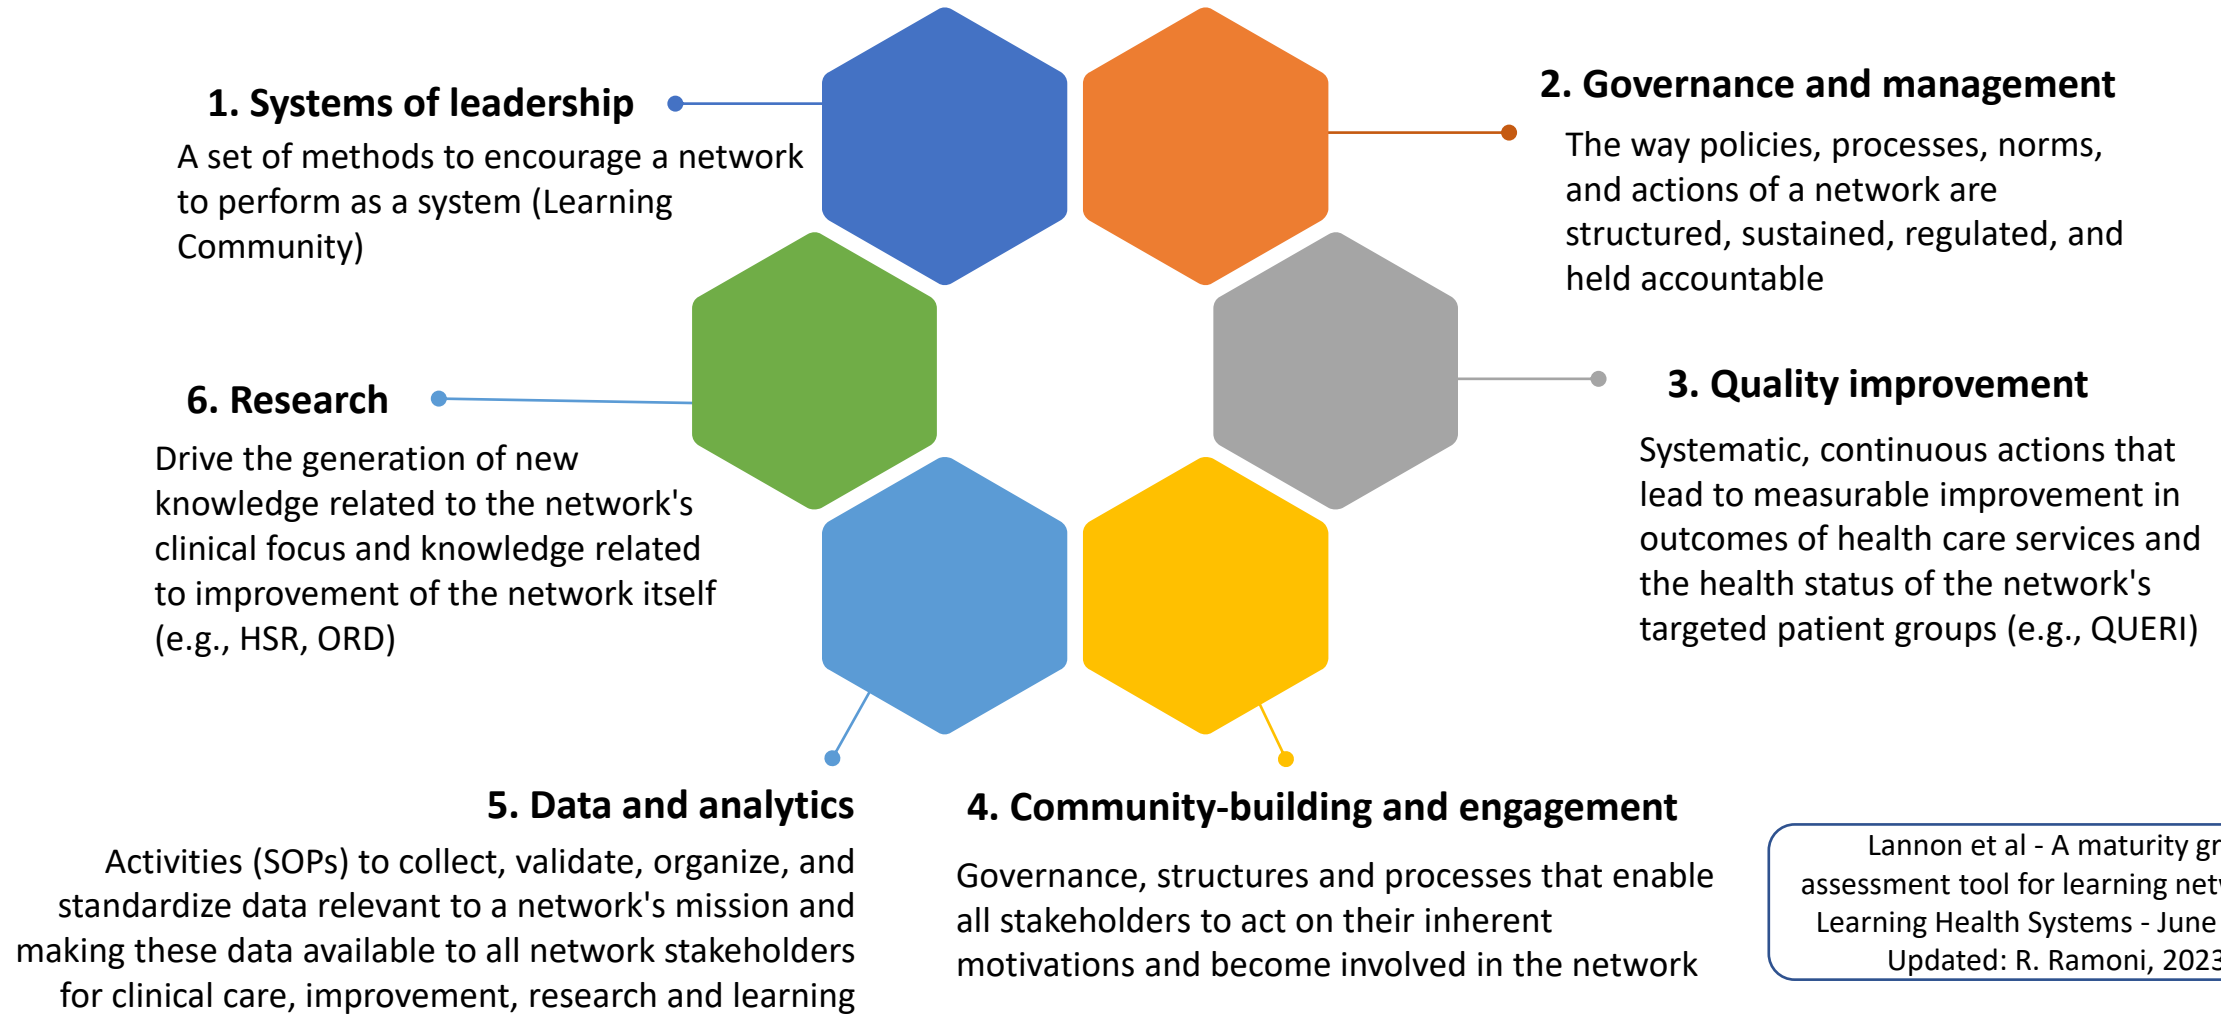 1. Systems of leadership
A set of methods to encourage a network
to perform as a system (Learning
Community)
2. Governance and management
The way policies, processes, norms,
and actions of a network are
structured, sustained, regulated, and
held accountable
3. Quality improvement
Systematic, continuous actions that
lead to measurable improvement in
outcomes of health care services and
the health status of the network's
targeted patient groups (e.g., QUERI)
4. Community-building and engagement
Governance, structures and processes that enable
all stakeholders to act on their inherent
motivations and become involved in the network
5. Data and analytics
Activities (SOPs) to collect, validate, organize, and
standardize data relevant to a network's mission and
making these data available to all network stakeholders
for clinical care, improvement, research and learning
6. Research
Drive the generation of new
knowledge related to the network's
clinical focus and knowledge related
to improvement of the network itself
(e.g., HSR, ORD)
Lannon et al - A maturity
assessment tool for learning
Learning Health Systems - June
Updated: R. Ramoni, 2023